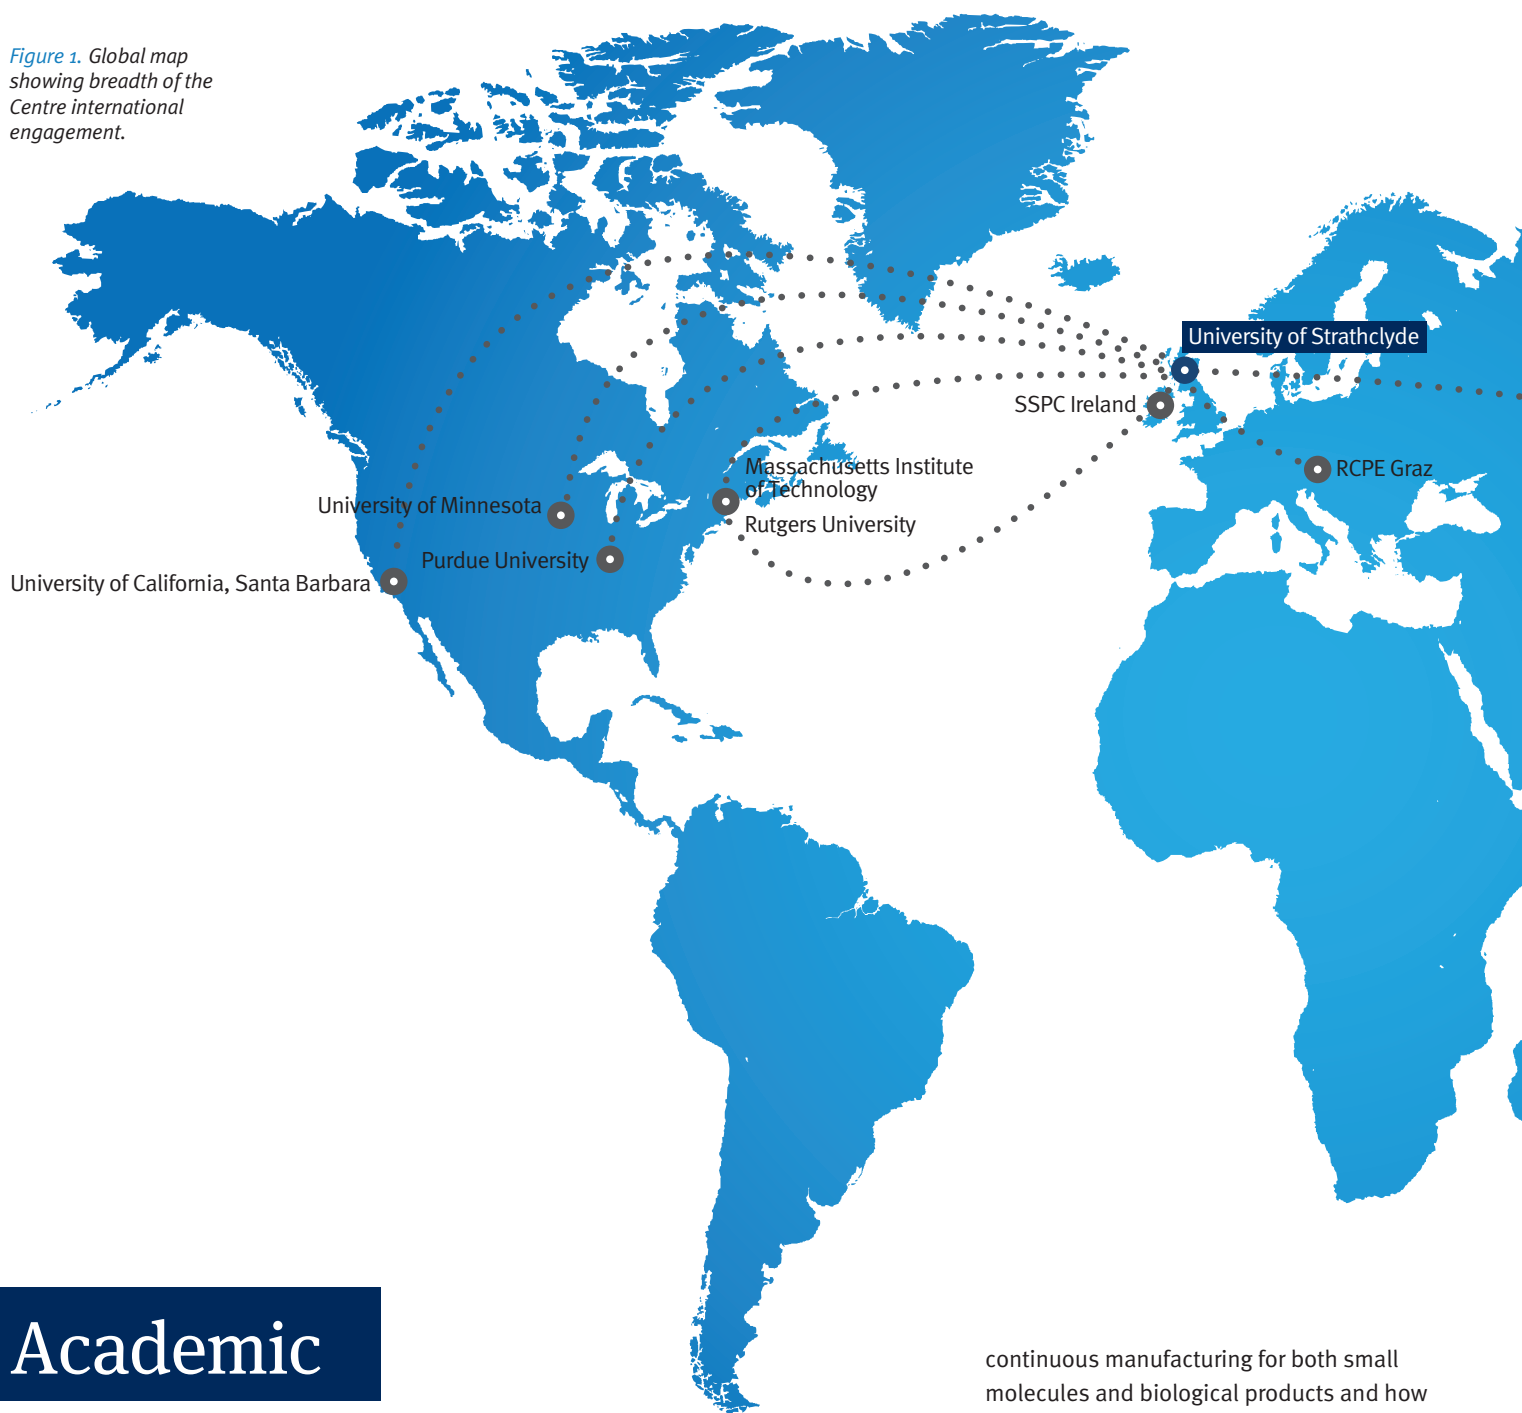 Figure 1. Global map
showing breadth of the
Centre international
engagement.
University of Strathclyde
SSPC Ireland
RCPE Graz
Massachusetts Institute
of Technology
Rutgers University
University of Minnesota
Purdue University
University of California, Santa Barbara
Academic
continuous manufacturing for both small
molecules and biological products and how